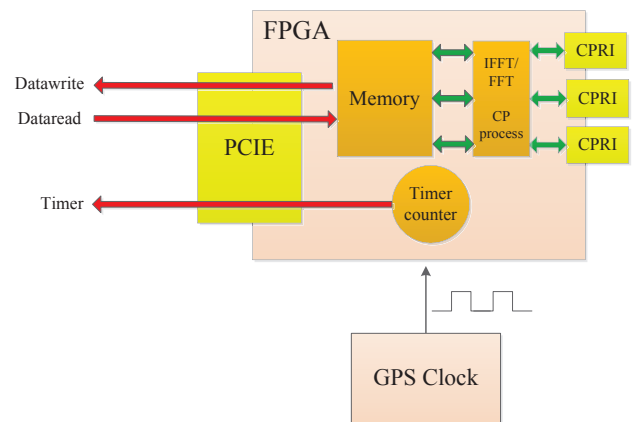 FPGA
Datawrite
Dataread
Timer
PCIE
Memory
IFFT/
FFT
CP
process
CPRI
CPRI
CPRI
Timer
counter
GPS Clock